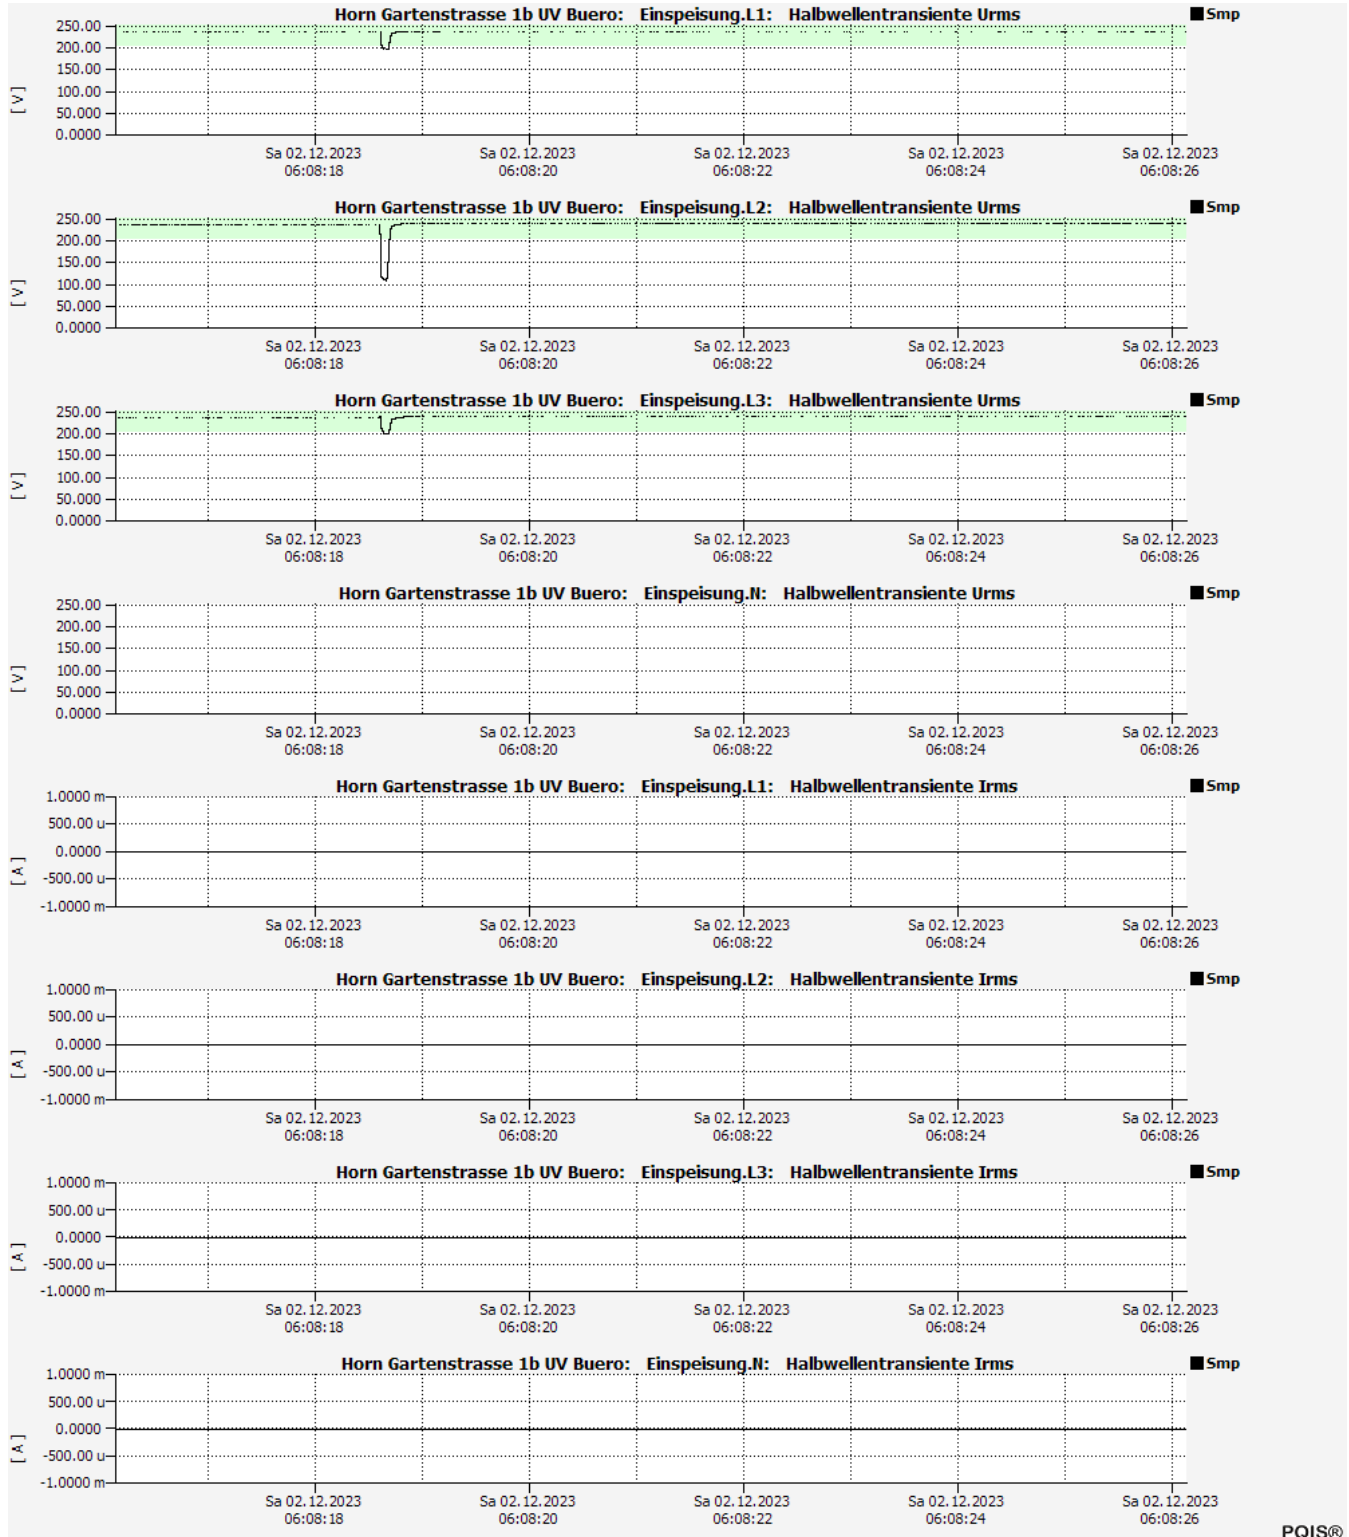 Horn Gartenstrasse 1b UV Buero: Einspeisung.L1: Halbwellentransiente Urms
Smp
250.00
200.00
150.00
100.00
50.000
0.0000
[ V ]
Sa 02.12.2023 Sa 02.12.2023 Sa 02.12.2023 Sa 02.12.2023 Sa 02.12.2023
06:08:18 06:08:20 06:08:22 06:08:24 06:08:26
Horn Gartenstrasse 1b UV Buero: Einspeisung.L2: Halbwellentransiente Urms
Smp
250.00
200.00
150.00
100.00
50.000
0.0000
[ V ]
Sa 02.12.2023 Sa 02.12.2023 Sa 02.12.2023 Sa 02.12.2023 Sa 02.12.2023
06:08:18 06:08:20 06:08:22 06:08:24 06:08:26
Horn Gartenstrasse 1b UV Buero: Einspeisung.L3: Halbwellentransiente Urms
Smp
250.00
200.00
150.00
100.00
50.000
0.0000
[ V ]
Sa 02.12.2023 Sa 02.12.2023 Sa 02.12.2023 Sa 02.12.2023 Sa 02.12.2023
06:08:18 06:08:20 06:08:22 06:08:24 06:08:26
Horn Gartenstrasse 1b UV Buero: Einspeisung.N: Halbwellentransiente Urms
Smp
250.00
200.00
150.00
100.00
50.000
0.0000
[ V ]
Sa 02.12.2023 Sa 02.12.2023 Sa 02.12.2023 Sa 02.12.2023 Sa 02.12.2023
06:08:18 06:08:20 06:08:22 06:08:24 06:08:26
Horn Gartenstrasse 1b UV Buero: Einspeisung.L1: Halbwellentransiente Irms
Smp
1.0000 m
500.00 u
0.0000
-500.00 u
-1.0000 m
[ A ]
Sa 02.12.2023 Sa 02.12.2023 Sa 02.12.2023 Sa 02.12.2023 Sa 02.12.2023
06:08:18 06:08:20 06:08:22 06:08:24 06:08:26
Horn Gartenstrasse 1b UV Buero: Einspeisung.L2: Halbwellentransiente Irms
Smp
1.0000 m
500.00 u
0.0000
-500.00 u
-1.0000 m
[ A ]
Sa 02.12.2023 Sa 02.12.2023 Sa 02.12.2023 Sa 02.12.2023 Sa 02.12.2023
06:08:18 06:08:20 06:08:22 06:08:24 06:08:26
Horn Gartenstrasse 1b UV Buero: Einspeisung.L3: Halbwellentransiente Irms
Smp
1.0000 m
500.00 u
0.0000
-500.00 u
-1.0000 m
[ A ]
Sa 02.12.2023 Sa 02.12.2023 Sa 02.12.2023 Sa 02.12.2023 Sa 02.12.2023
06:08:18 06:08:20 06:08:22 06:08:24 06:08:26
Horn Gartenstrasse 1b UV Buero: Einspeisung.N: Halbwellentransiente Irms
Smp
1.0000 m
500.00 u
0.0000
-500.00 u
-1.0000 m
[ A ]
Sa 02.12.2023 Sa 02.12.2023 Sa 02.12.2023 Sa 02.12.2023 Sa 02.12.2023
06:08:18 06:08:20 06:08:22 06:08:24 06:08:26
PQIS®